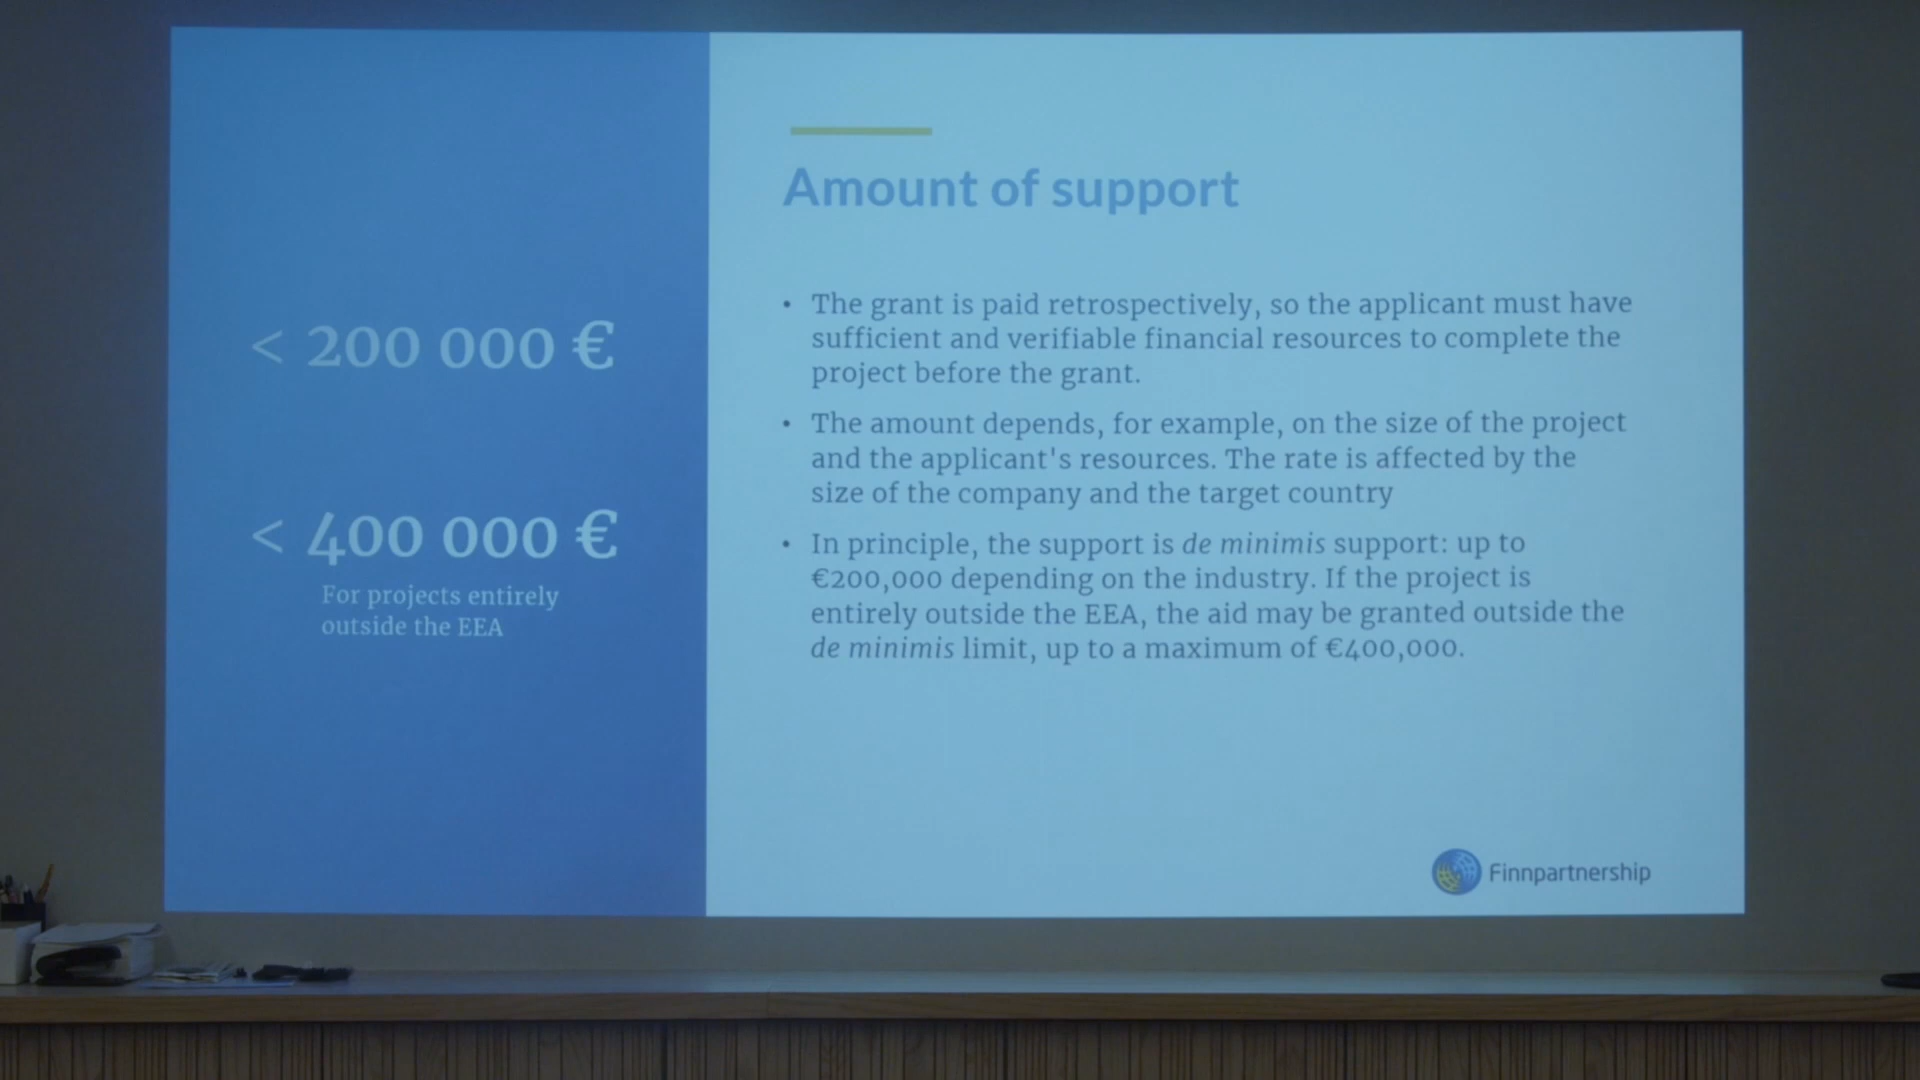 < 200 000 €
< 400 000 €
For projects entirely
outside the EEA
Amount of support
• The grant is paid retrospectively, so the applicant must have
sufficient and verifiable financial resources to complete the
project before the grant.
• The amount depends, for example, on the size of the project
and the applicant's resources. The rate is affected by the
size of the company and the target country
• In principle, the support is de minimis support: up to
€200,000 depending on the industry. If the project is
entirely outside the EEA, the aid may be granted outside the
de minimis limit, up to a maximum of €400,000.
Finnpartnership